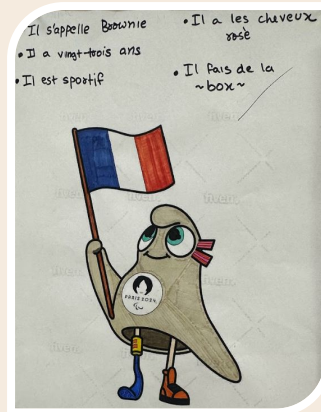 Il s'appelle Brownie
• Il a vingt-trois ans
• Il est sportif
• Il a les cheveux
rosè
• Il fais de la
~box~
PARIS 2024